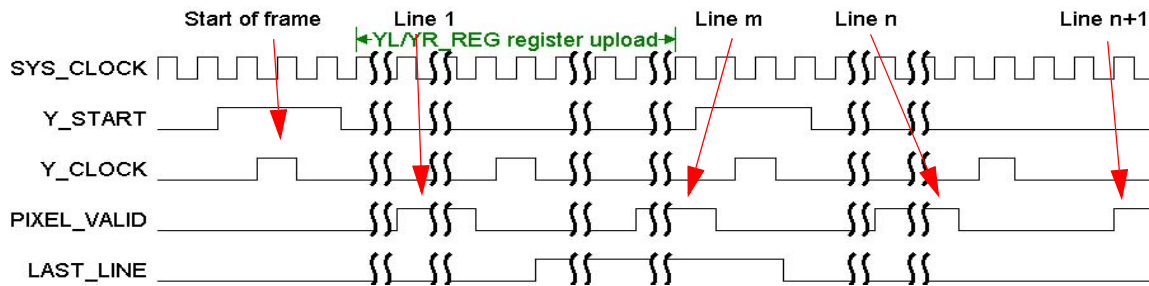 Start of frame
Line 1
Line m
Line n
Line n+1
YL/YR_REG register upload
SYS_CLOCK
Y_START
Y_CLOCK
PIXEL_VALID
LAST_LINE